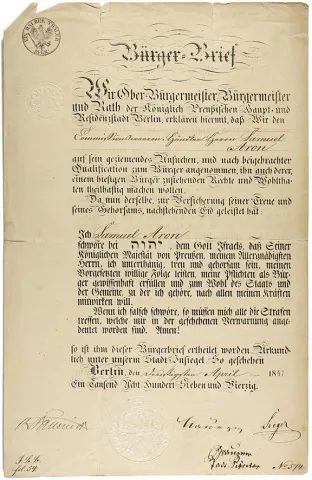 Bürger-Brief
Wir Ober-Bürgermeister, Bürgermeister
und Rath der Königlich Preußischen Haupt- und
Residenzstadt Berlin, erklären hiermit, daß Wir den
Herrn Samuel
Aron
auf sein geziemendes Ansuchen, und nach beigebrachter
Qualification zum Bürger angenommen, ihn auch derer,
einem hiesigen Bürger zustehenden Rechte und Wohltha-
ten theilhaftig machen wollen.
Da nun derselbe, zur Versicherung seiner Treue und
seines Gehorsams, nachstehenden Eid geleistet hat:
Ich Samuel Aron
schwöre bei יהוה, dem Gott Israels, daß Seiner
Königlichen Majestät von Preußen, meinem Allergnädigsten
Herrn, ich unterthänig, treu und gehorsam sein, meinen
Vorgesetzten willige Folge leisten, meine Pflichten als Bür-
ger gewissenhaft erfüllen und zum Wohl des Staats und
der Gemeine, zu der ich gehöre, nach allen meinen Kräften
mitwirken will.
Wenn ich falsch schwöre, so müssen mich alle die Strafen
treffen, welche mir in der geschehenen Verwarnung ange-
deutet worden sind. Amen!
so ist ihm dieser Bürgerbrief ertheilet worden. Urkund-
lich unter unserm Stadt-Insiegel. So geschehen
Berlin, den April 1847
Ein Tausend Acht Hundert Sieben und Vierzig.
fol. 54
No 514